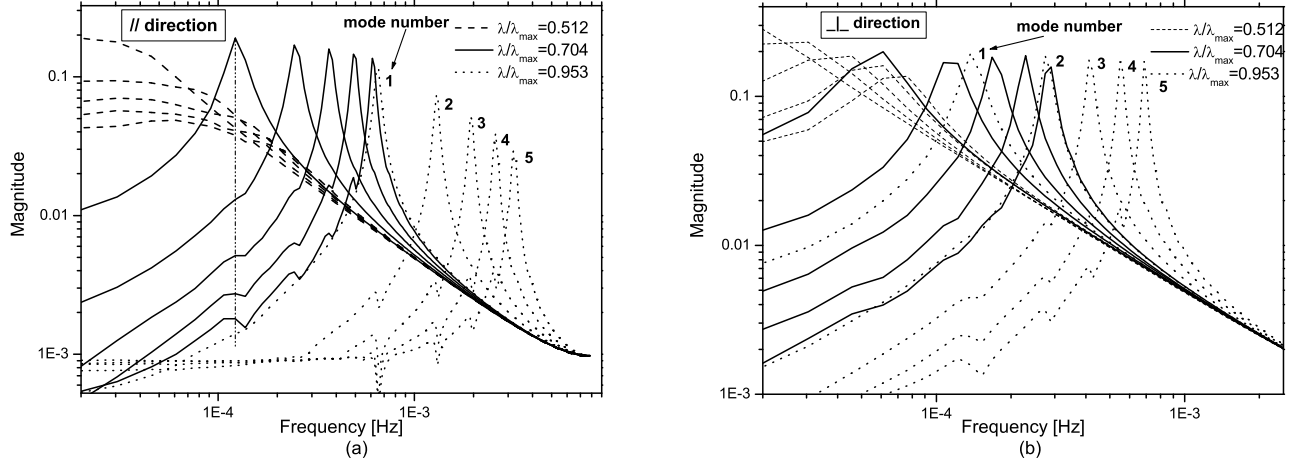 // direction
mode number
λ/λmax=0.512
λ/λmax=0.704
λ/λmax=0.953
1
2
3
4
5
0.1
0.01
1E-3
Magnitude
1E-4
1E-3
Frequency [Hz]
(a)
_|_ direction
mode number
λ/λmax=0.512
λ/λmax=0.704
λ/λmax=0.953
1
2
3
4
5
0.1
0.01
1E-3
Magnitude
1E-4
1E-3
Frequency [Hz]
(b)